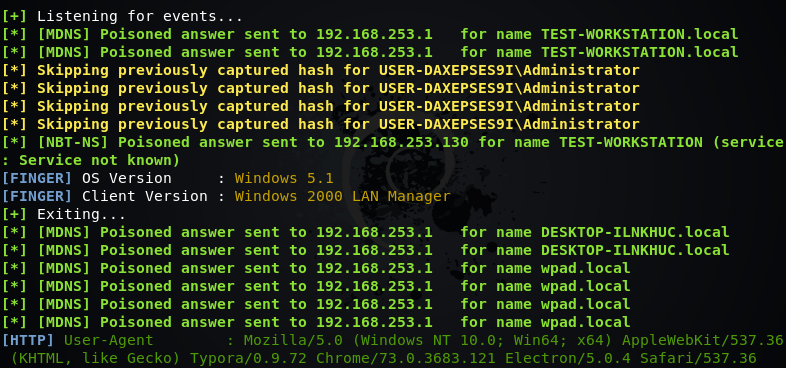 [+] Listening for events...
[*] [MDNS] Poisoned answer sent to 192.168.253.1   for name TEST-WORKSTATION.local
[*] [MDNS] Poisoned answer sent to 192.168.253.1   for name TEST-WORKSTATION.local
[*] Skipping previously captured hash for USER-DAXEPSES9I\Administrator
[*] Skipping previously captured hash for USER-DAXEPSES9I\Administrator
[*] Skipping previously captured hash for USER-DAXEPSES9I\Administrator
[*] Skipping previously captured hash for USER-DAXEPSES9I\Administrator
[*] [NBT-NS] Poisoned answer sent to 192.168.253.130 for name TEST-WORKSTATION (service
: Service not known)
[FINGER] OS Version     : Windows 5.1
[FINGER] Client Version : Windows 2000 LAN Manager
[+] Exiting...
[*] [MDNS] Poisoned answer sent to 192.168.253.1   for name DESKTOP-ILNKHUC.local
[*] [MDNS] Poisoned answer sent to 192.168.253.1   for name DESKTOP-ILNKHUC.local
[*] [MDNS] Poisoned answer sent to 192.168.253.1   for name wpad.local
[*] [MDNS] Poisoned answer sent to 192.168.253.1   for name wpad.local
[*] [MDNS] Poisoned answer sent to 192.168.253.1   for name wpad.local
[*] [MDNS] Poisoned answer sent to 192.168.253.1   for name wpad.local
[HTTP] User-Agent        : Mozilla/5.0 (Windows NT 10.0; Win64; x64) AppleWebKit/537.36
 (KHTML, like Gecko) Typora/0.9.72 Chrome/73.0.3683.121 Electron/5.0.4 Safari/537.36